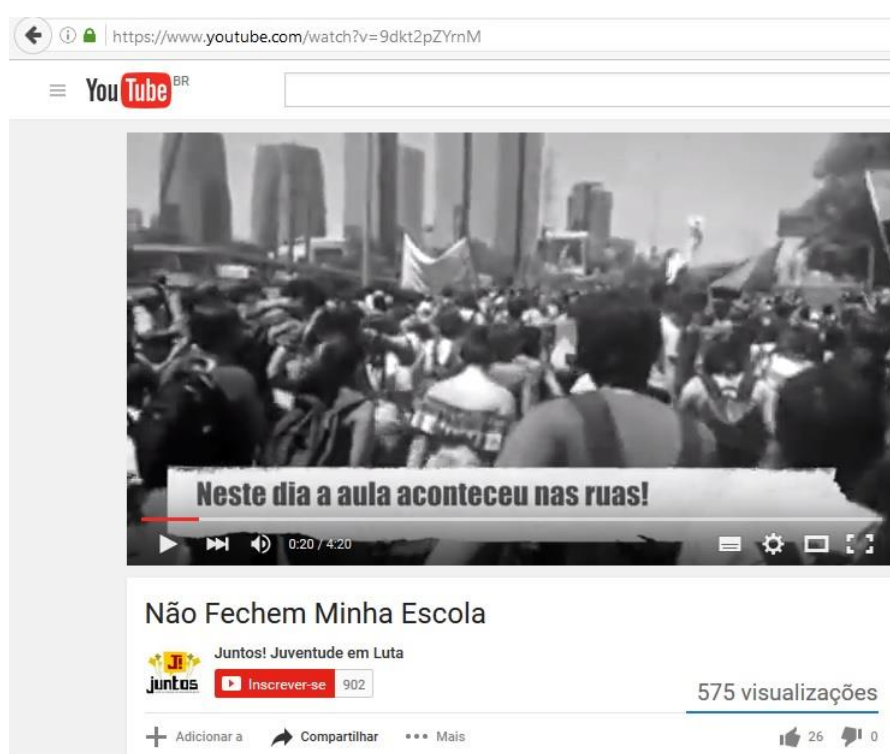 https://www.youtube.com/watch?v=9dkt2pZYrnM
YouTube BR
Neste dia a aula aconteceu nas ruas!
0:20 / 4:20
Não Fechem Minha Escola
J!
juntos
Juntos! Juventude em Luta
Inscrever-se 902
575 visualizações
Adicionar a Compartilhar Mais 26 0